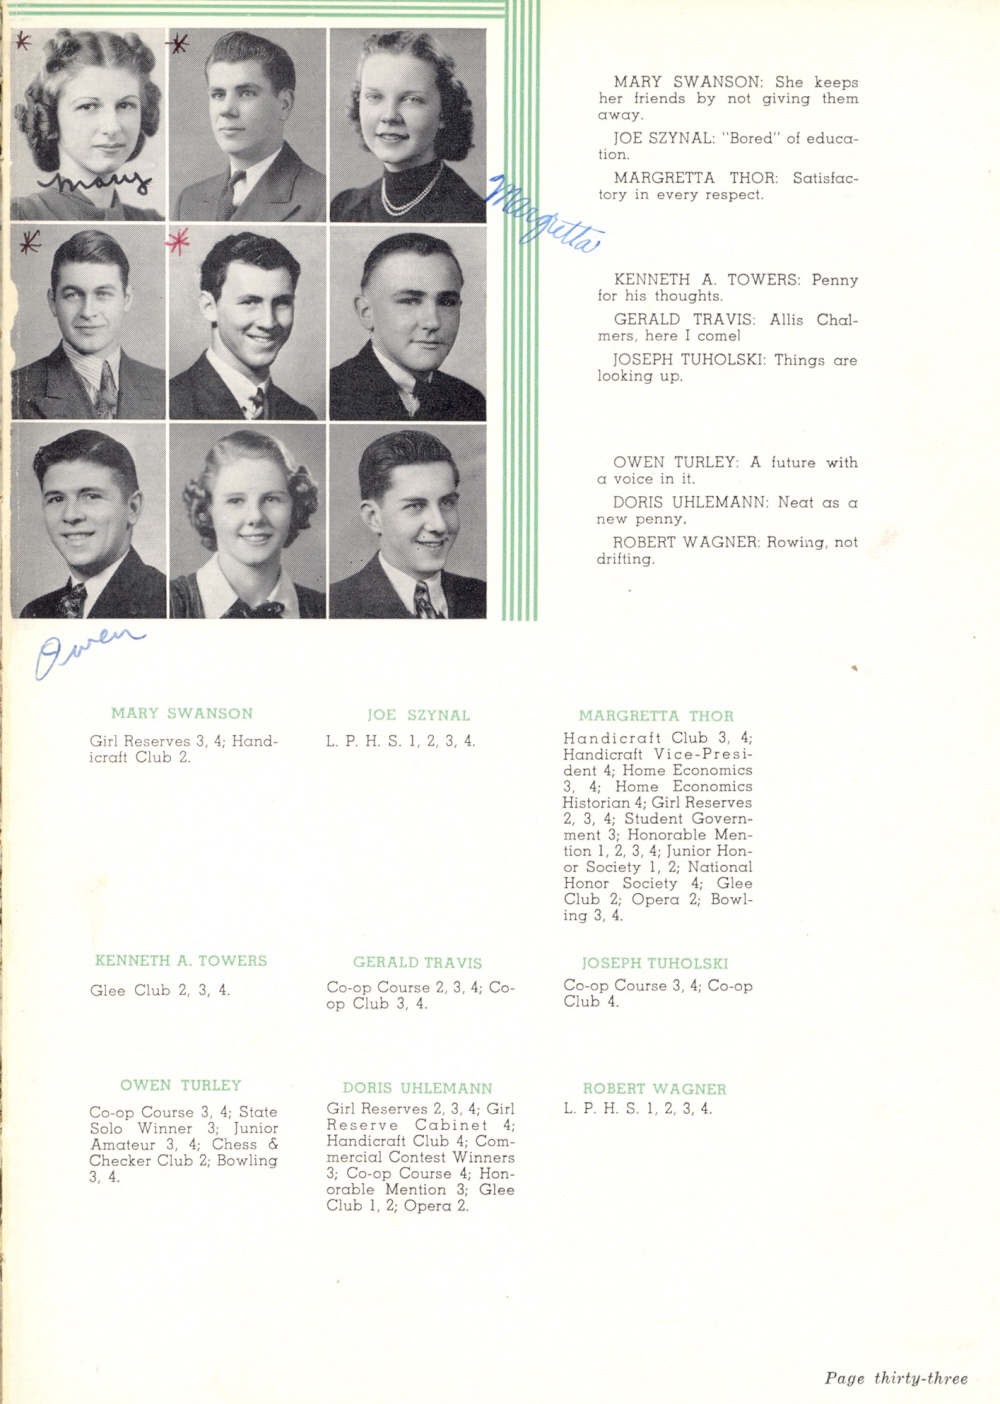 Mary
Margretta
MARY SWANSON: She keeps
her friends by not giving them
away.
JOE SZYNAL: "Bored" of educa-
tion.
MARGRETTA THOR: Satisfac-
tory in every respect.
KENNETH A. TOWERS: Penny
for his thoughts.
GERALD TRAVIS: Allis Chal-
mers, here I come!
JOSEPH TUHOLSKI: Things are
looking up.
OWEN TURLEY: A future with
a voice in it.
DORIS UHLEMANN: Neat as a
new penny.
ROBERT WAGNER: Rowing, not
drifting.
Owen
MARY SWANSON
Girl Reserves 3, 4; Hand-
icraft Club 2.
JOE SZYNAL
L. P. H. S. 1, 2, 3, 4.
MARGRETTA THOR
Handicraft Club 3, 4;
Handicraft Vice-Presi-
dent 4; Home Economics
3, 4; Home Economics
Historian 4; Girl Reserves
2, 3, 4; Student Govern-
ment 3; Honorable Men-
tion 1, 2, 3, 4; Junior Hon-
or Society 1, 2; National
Honor Society 4; Glee
Club 2; Opera 2; Bowl-
ing 3, 4.
KENNETH A. TOWERS
Glee Club 2, 3, 4.
GERALD TRAVIS
Co-op Course 2, 3, 4; Co-
op Club 3, 4.
JOSEPH TUHOLSKI
Co-op Course 3, 4; Co-op
Club 4.
OWEN TURLEY
Co-op Course 3, 4; State
Solo Winner 3; Junior
Amateur 3, 4; Chess &
Checker Club 2; Bowling
3, 4.
DORIS UHLEMANN
Girl Reserves 2, 3, 4; Girl
Reserve Cabinet 4;
Handicraft Club 4; Com-
mercial Contest Winners
3; Co-op Course 4; Hon-
orable Mention 3; Glee
Club 1, 2; Opera 2.
ROBERT WAGNER
L. P. H. S. 1, 2, 3, 4.
Page thirty-three